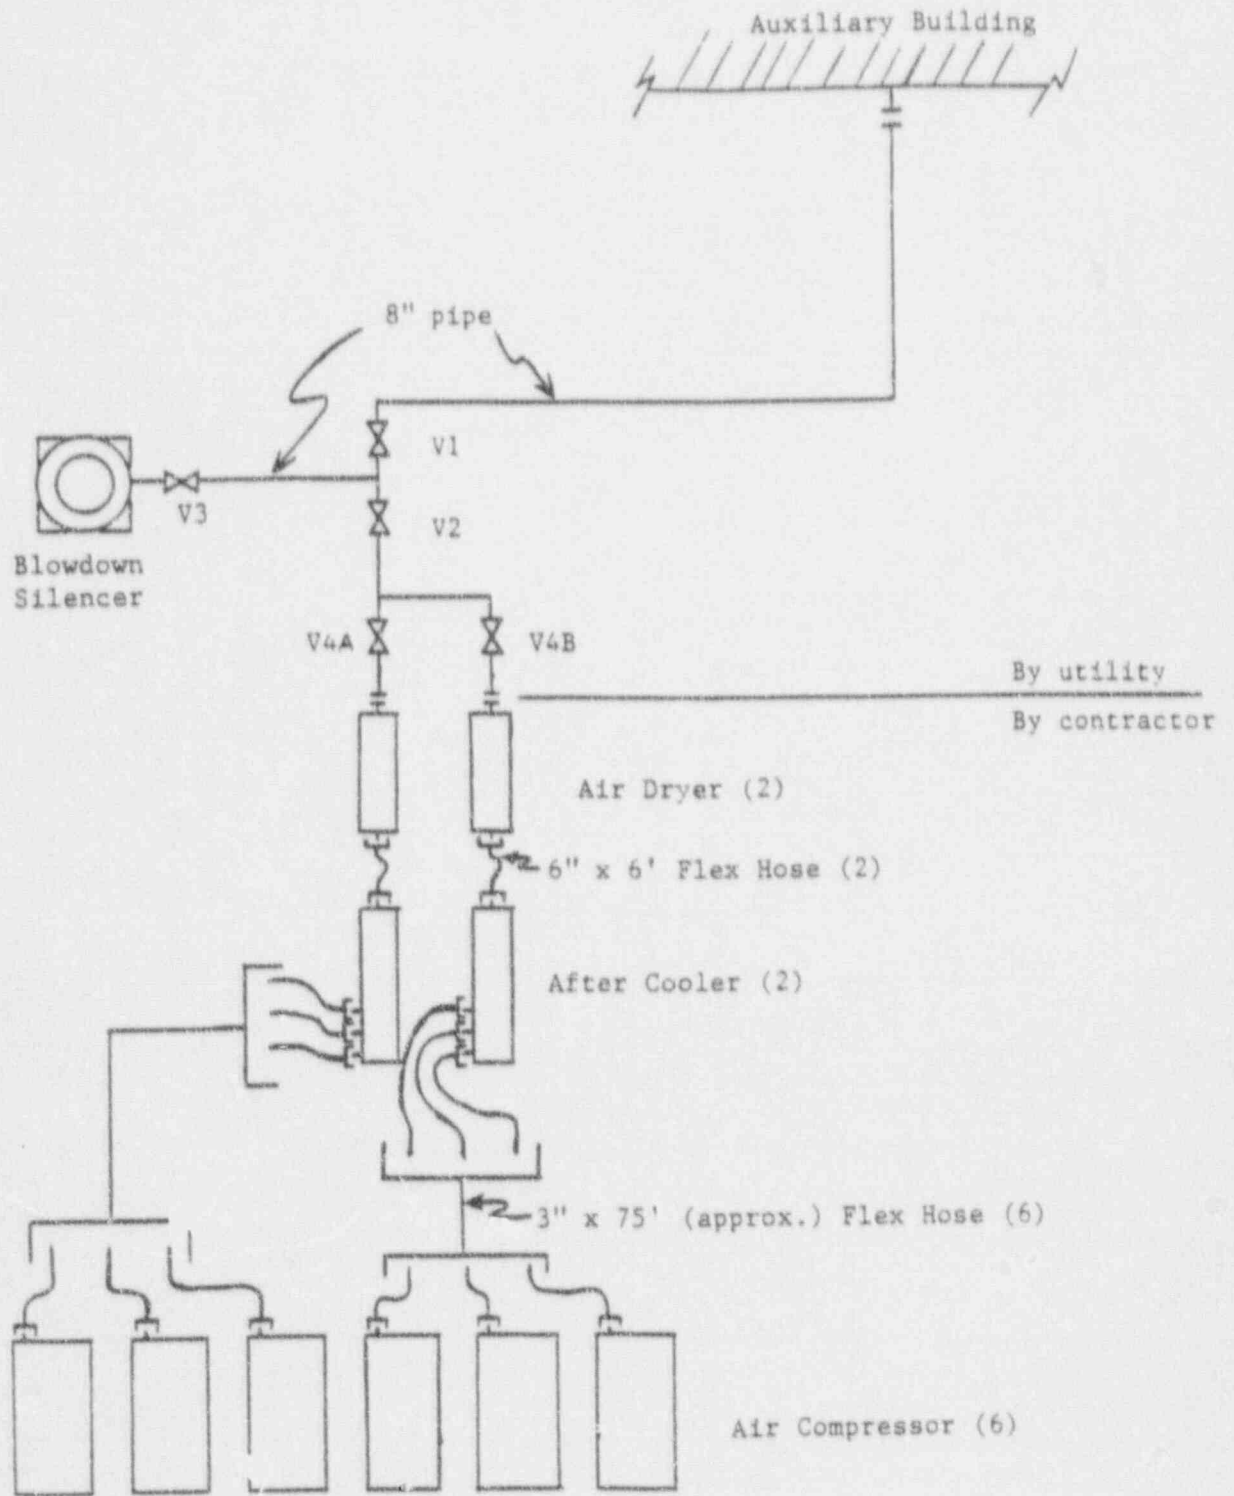 Auxiliary Building
8" pipe
V1
V3
V2
Blowdown
Silencer
V4A
V4B
By utility
By contractor
Air Dryer (2)
6" x 6' Flex Hose (2)
After Cooler (2)
3" x 75' (approx.) Flex Hose (6)
Air Compressor (6)